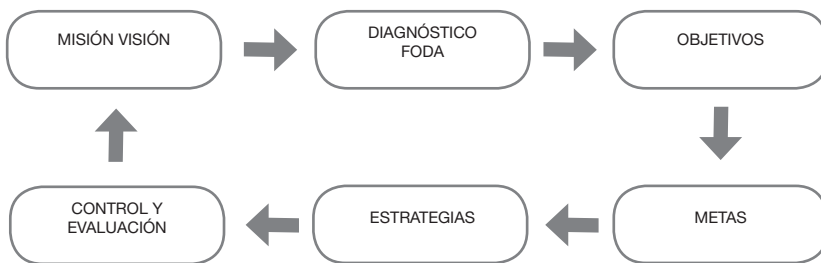 MISIÓN VISIÓN
DIAGNÓSTICO
FODA
OBJETIVOS
METAS
ESTRATEGIAS
CONTROL Y
EVALUACIÓN